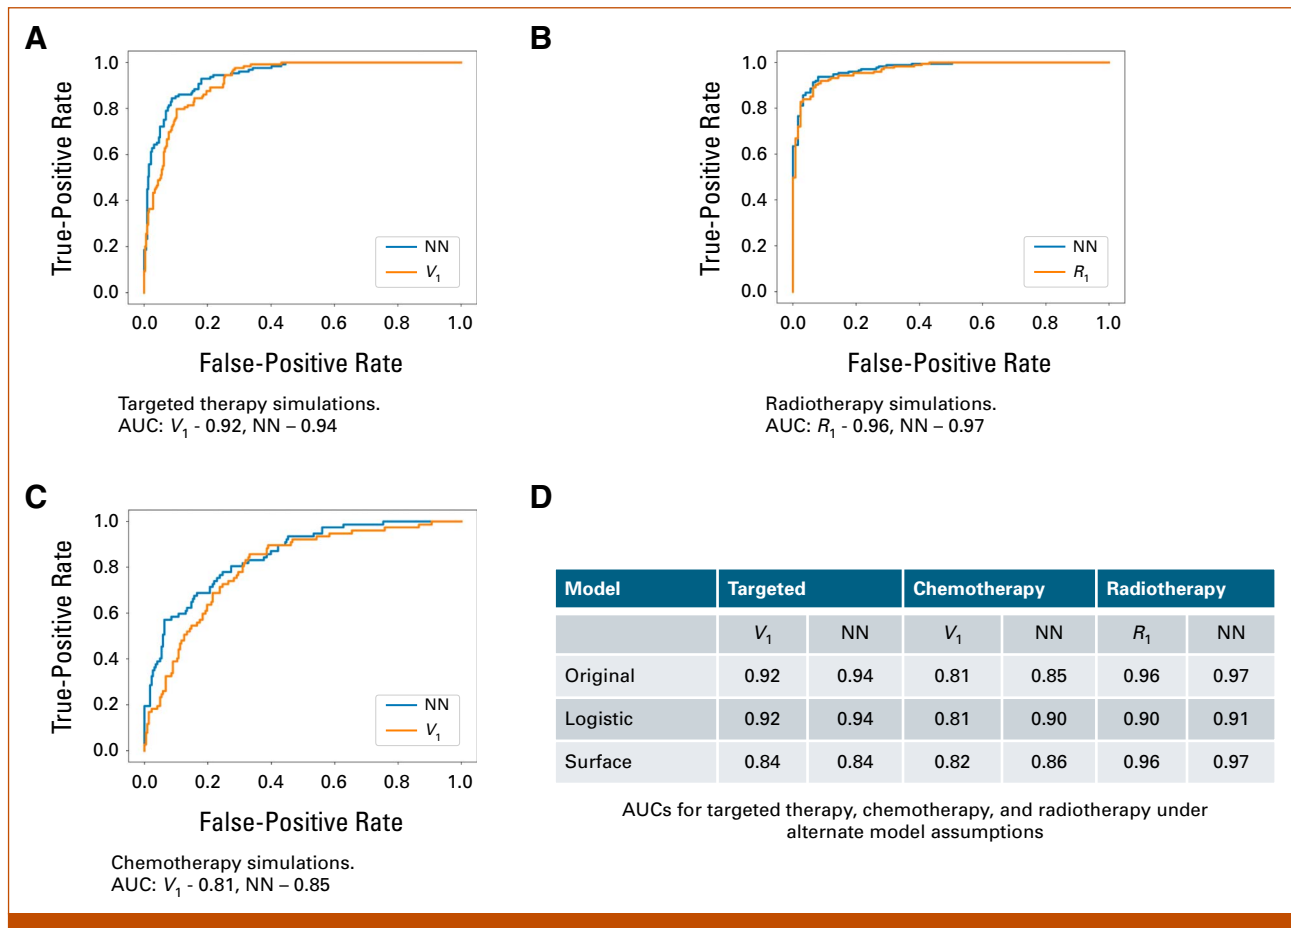 A
True-Positive Rate
1.0
0.8
0.6
0.4
0.2
0.0
NN
V1
0.0 0.2 0.4 0.6 0.8 1.0
False-Positive Rate
Targeted therapy simulations.
AUC: V1 - 0.92, NN – 0.94
B
True-Positive Rate
1.0
0.8
0.6
0.4
0.2
0.0
NN
R1
0.0 0.2 0.4 0.6 0.8 1.0
False-Positive Rate
Radiotherapy simulations.
AUC: R1 - 0.96, NN – 0.97
C
True-Positive Rate
1.0
0.8
0.6
0.4
0.2
0.0
NN
V1
0.0 0.2 0.4 0.6 0.8 1.0
False-Positive Rate
Chemotherapy simulations.
AUC: V1 - 0.81, NN – 0.85
D
Model Targeted Chemotherapy Radiotherapy
V1 NN V1 NN R1 NN
Original 0.92 0.94 0.81 0.85 0.96 0.97
Logistic 0.92 0.94 0.81 0.90 0.90 0.91
Surface 0.84 0.84 0.82 0.86 0.96 0.97
AUCs for targeted therapy, chemotherapy, and radiotherapy under
alternate model assumptions